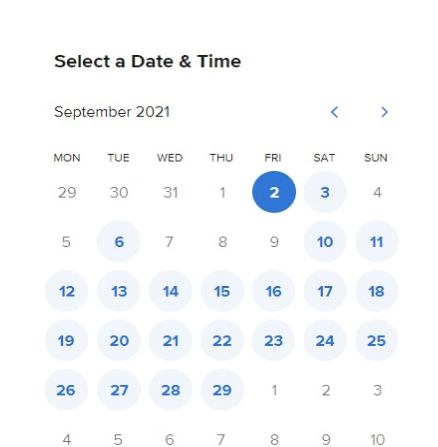 Select a Date & Time
September 2021
MON TUE WED THU FRI SAT SUN
29 30 31 1 2 3 4
5 6 7 8 9 10 11
12 13 14 15 16 17 18
19 20 21 22 23 24 25
26 27 28 29 1 2 3
4 5 6 7 8 9 10